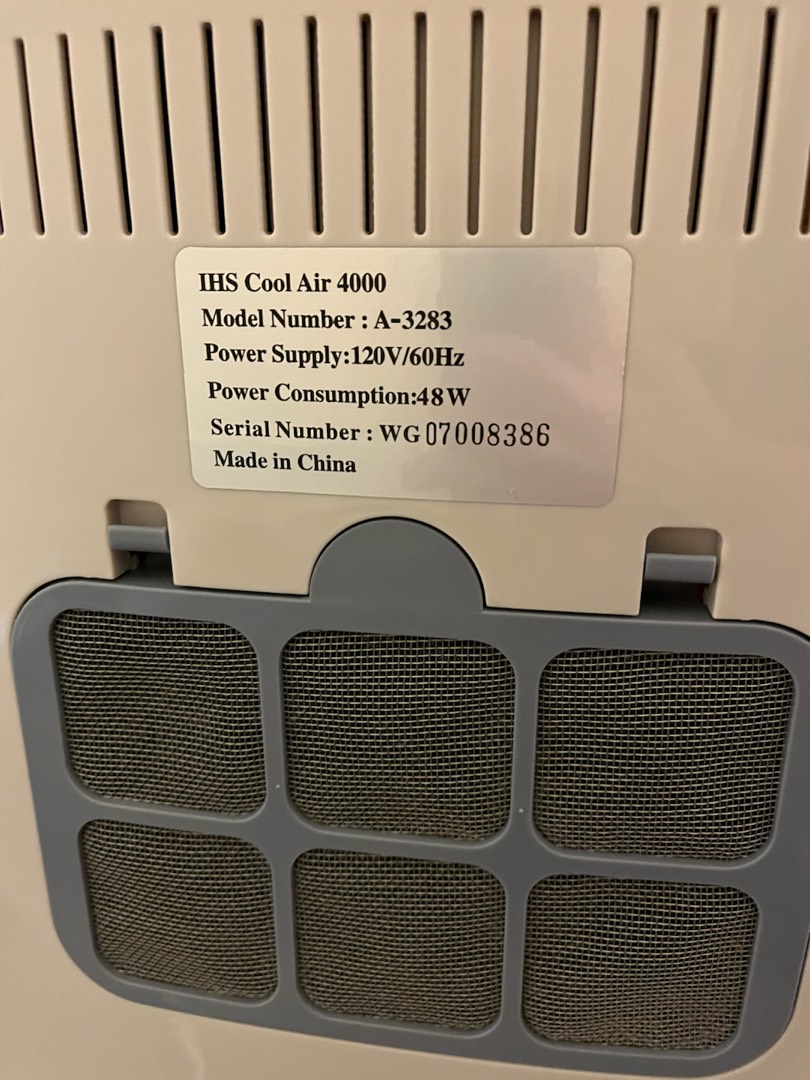 IHS Cool Air 4000
Model Number : A-3283
Power Supply:120V/60Hz
Power Consumption:48W
Serial Number : WG07008386
Made in China